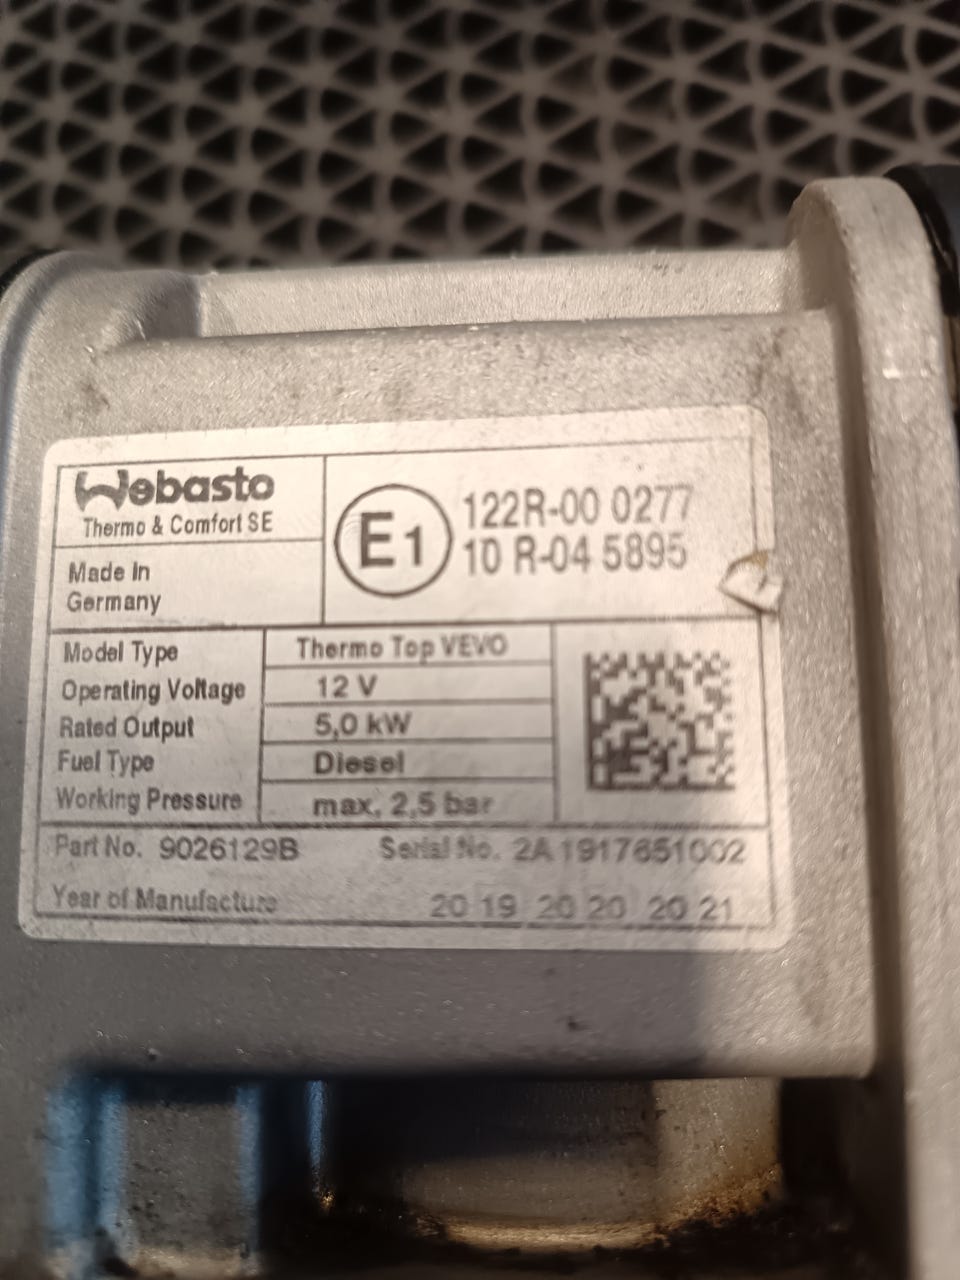 Webasto
Thermo & Comfort SE
Made In
Germany
E1
122R-00 0277
10 R-04 5895
Model Type Thermo Top VEVO
Operating Voltage 12 V
Rated Output 5,0 kW
Fuel Type Diesel
Working Pressure max. 2,5 bar
Part No. 9026129B Serial No. 2A1917651002
Year of Manufacture 20 19 20 20 20 21